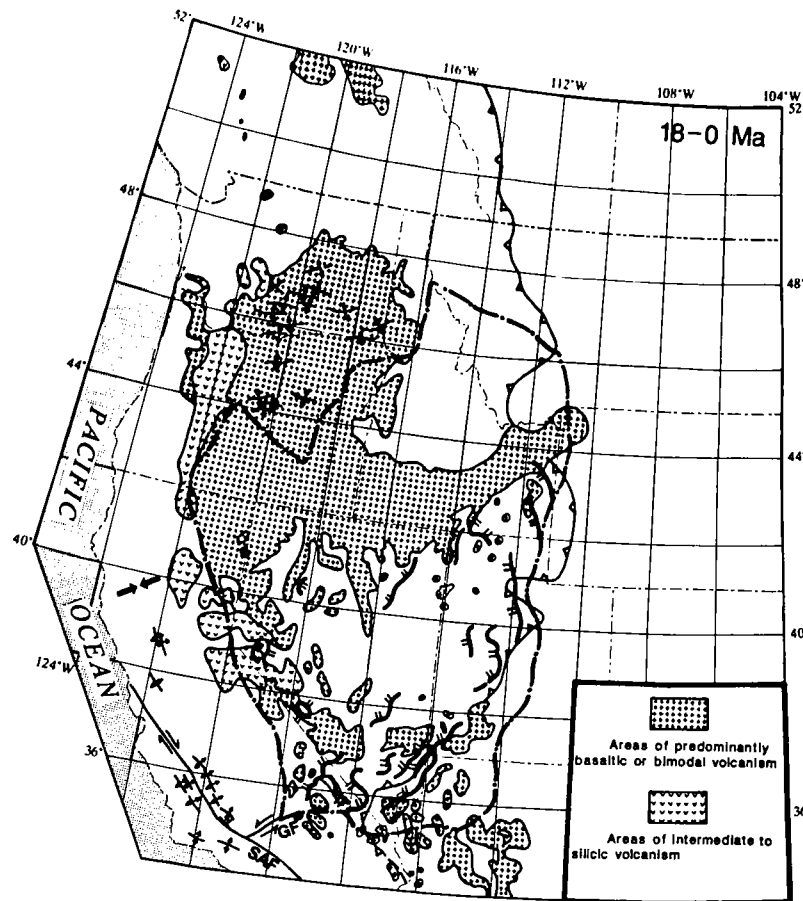 52°
124°W
120°W
116°W
112°W
108°W
104°W
52
18-0 Ma
48°
48°
44°
44°
PACIFIC
40°
40
OCEAN
124°W
36°
36
GF
SAF
Areas of predominantly
basaltic or bimodal volcanism
Areas of intermediate to
silicic volcanism